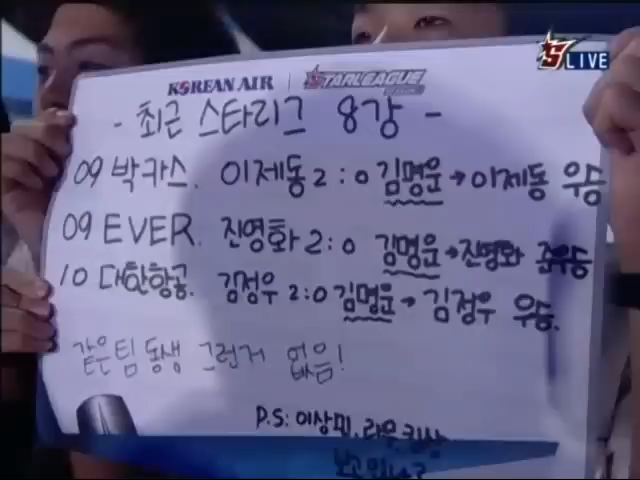 LIVE
KOREAN AIR STARLEAGUE
- 최근 스타리그 8강 -
09 박카스. 이제동 2:0 김명운→이제동 우승
09 EVER. 진영화 2:0 김명운→진영화 준우승
10 대한항공. 김정우 2:0 김명운→ 김정우 우승.
같은팀 동생 그런거 없음!
P.S: 이상민,